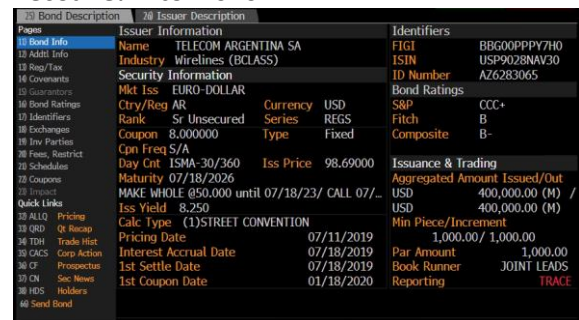 25) Bond Description 26) Issuer Description
Pages
11) Bond Info
12) Addtl Info
13) Reg/Tax
14) Covenants
15) Guarantors
16) Bond Ratings
17) Identifiers
18) Exchanges
19) Inv Parties
20) Fees, Restrict
21) Schedules
22) Coupons
23) Impact
Quick Links
32) ALLQ Pricing
33) QRD Qt Recap
34) TDH Trade Hist
35) CACS Corp Action
36) CF Prospectus
37) CN Sec News
38) HDS Holders
66) Send Bond
Issuer Information
Name TELECOM ARGENTINA SA
Industry Wirelines (BCLASS)
Security Information
Mkt Iss EURO-DOLLAR
Ctry/Reg AR Currency USD
Rank Sr Unsecured Series REGS
Coupon 8.000000 Type Fixed
Cpn Freq S/A
Day Cnt ISMA-30/360 Iss Price 98.69000
Maturity 07/18/2026
MAKE WHOLE @50.000 until 07/18/23/ CALL 07/...
Iss Yield 8.250
Calc Type (1)STREET CONVENTION
Pricing Date 07/11/2019
Interest Accrual Date 07/18/2019
1st Settle Date 07/18/2019
1st Coupon Date 01/18/2020
Identifiers
FIGI BBG00PPPY7H0
ISIN USP9028NAV30
ID Number AZ6283065
Bond Ratings
S&P CCC+
Fitch B
Composite B-
Issuance & Trading
Aggregated Amount Issued/Out
USD 400,000.00 (M) /
USD 400,000.00 (M)
Min Piece/Increment
1,000.00/ 1,000.00
Par Amount 1,000.00
Book Runner JOINT LEADS
Reporting TRACE